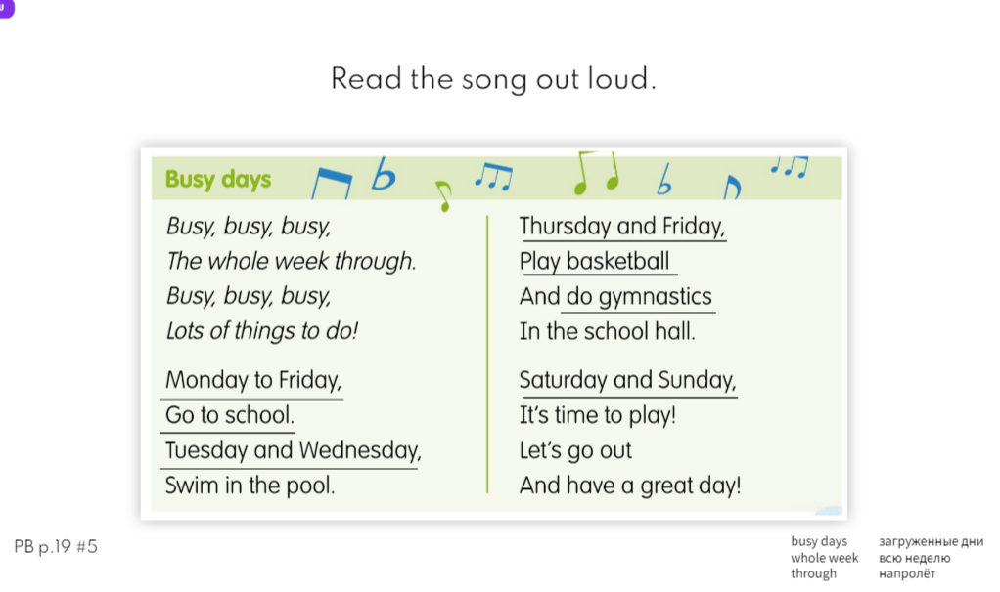 Read the song out loud.
Busy days
Busy, busy, busy,
The whole week through.
Busy, busy, busy,
Lots of things to do!
Monday to Friday,
Go to school.
Tuesday and Wednesday,
Swim in the pool.
Thursday and Friday,
Play basketball
And do gymnastics
In the school hall.
Saturday and Sunday,
It's time to play!
Let's go out
And have a great day!
PB p.19 #5
busy days загруженные дни
whole week всю неделю
through напролёт